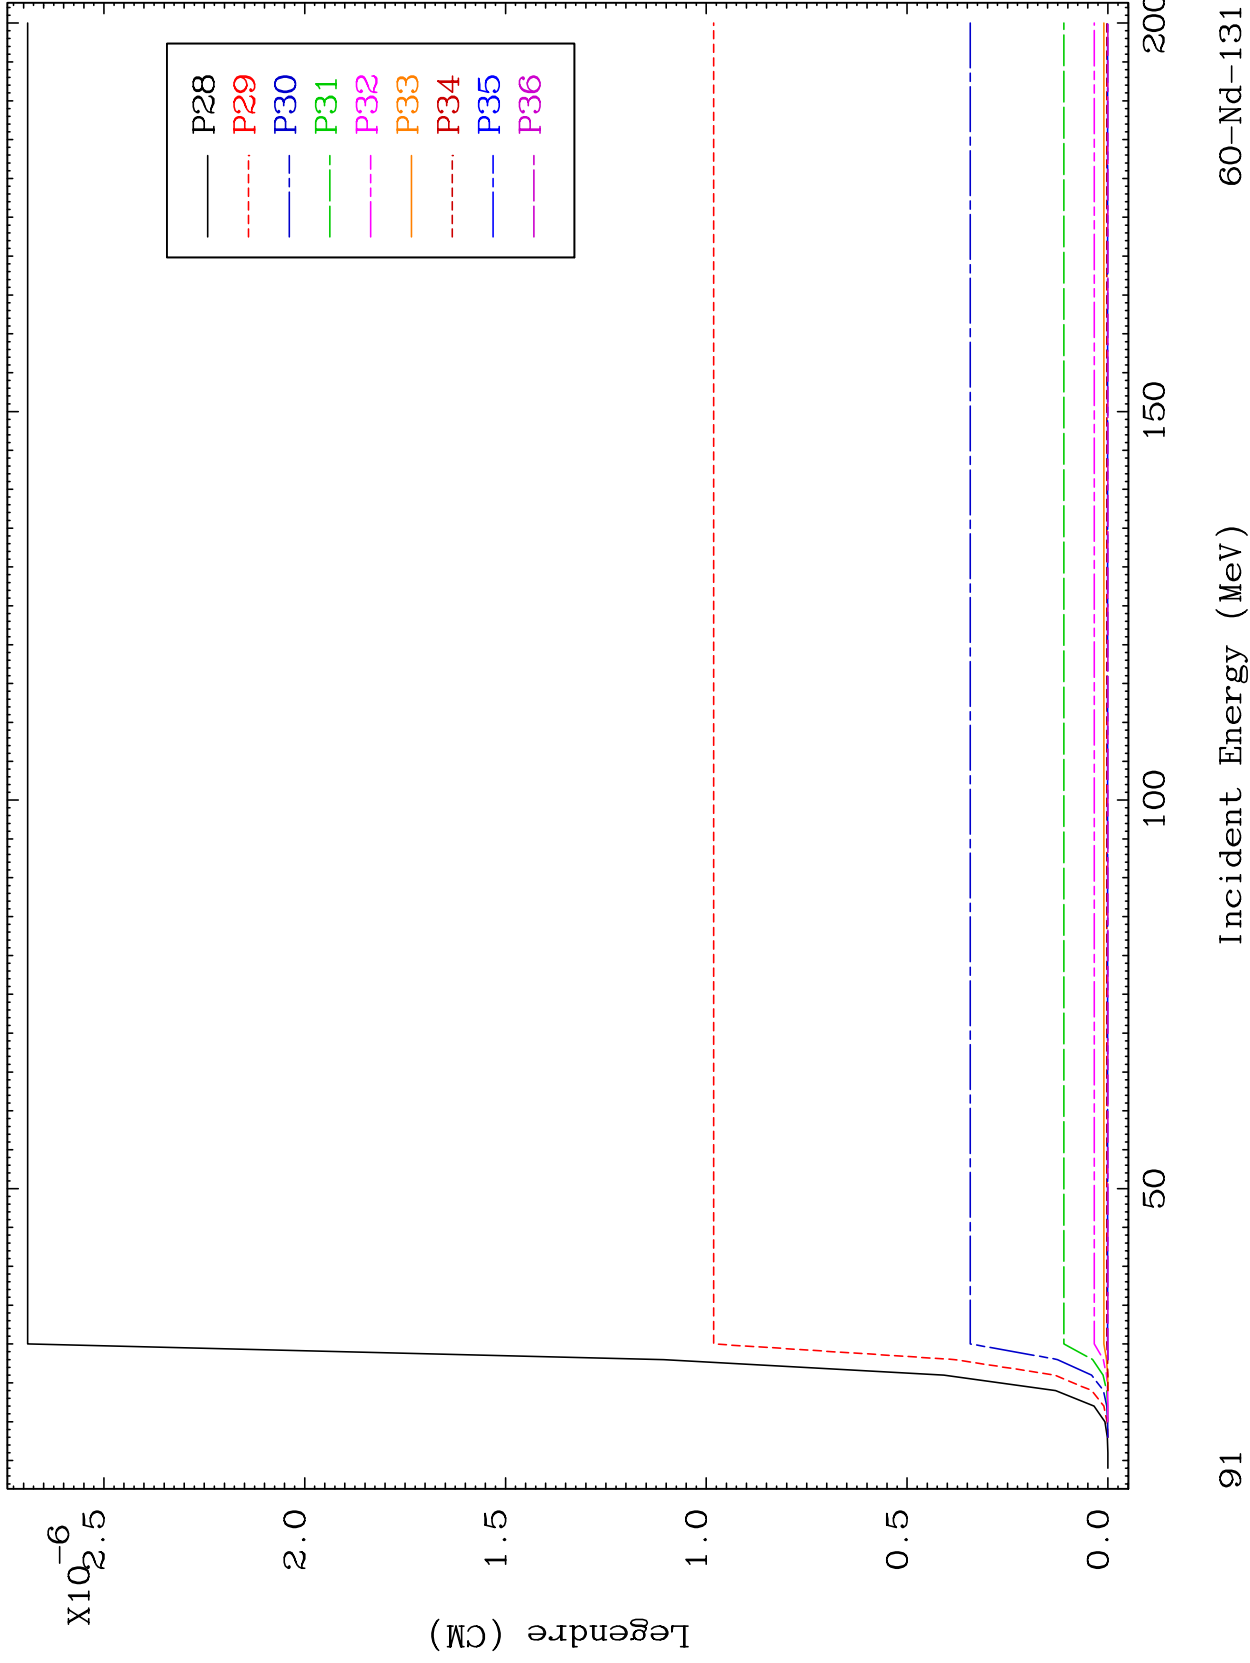 X10-6
2.5
2.0
1.5
1.0
0.5
0.0
Legendre (CM)
P28
P29
P30
P31
P32
P33
P34
P35
P36
50
100
150
200
Incident Energy (MeV)
91
60-Nd-131